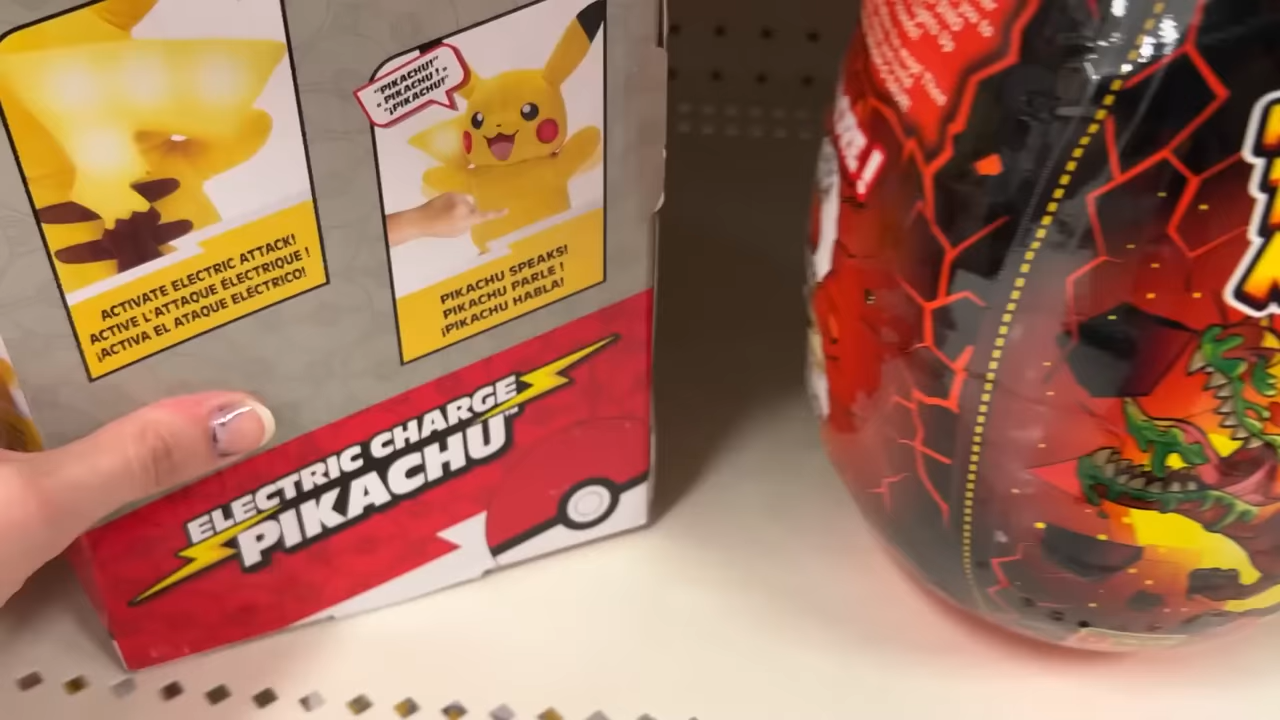 "PIKACHU!"
« PIKACHU ! »
"¡PIKACHU!"
ACTIVATE ELECTRIC ATTACK!
ACTIVE L'ATTAQUE ÉLECTRIQUE !
¡ACTIVA EL ATAQUE ELÉCTRICO!
PIKACHU SPEAKS!
PIKACHU PARLE !
¡PIKACHU HABLA!
ELECTRIC CHARGE
PIKACHU™